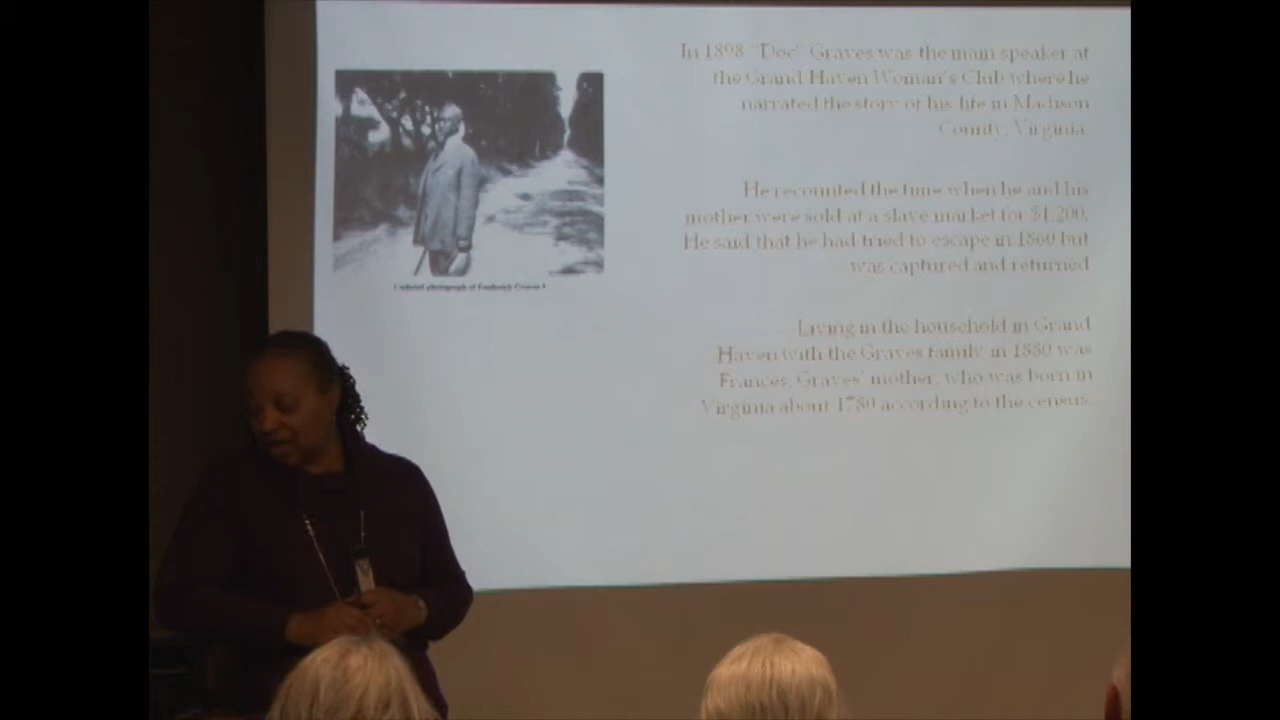 In 1898 "Doc" Graves was the main speaker at
the Grand Haven Woman's Club where he
narrated the story of his life in Madison
County, Virginia.
He recounted the time when he and his
mother were sold at a slave market for $1,200.
He said that he had tried to escape in 1860 but
was captured and returned
Living in the household in Grand
Haven with the Graves family in 1880 was
Frances, Graves' mother, who was born in
Virginia about 1780 according to the census.
photograph of